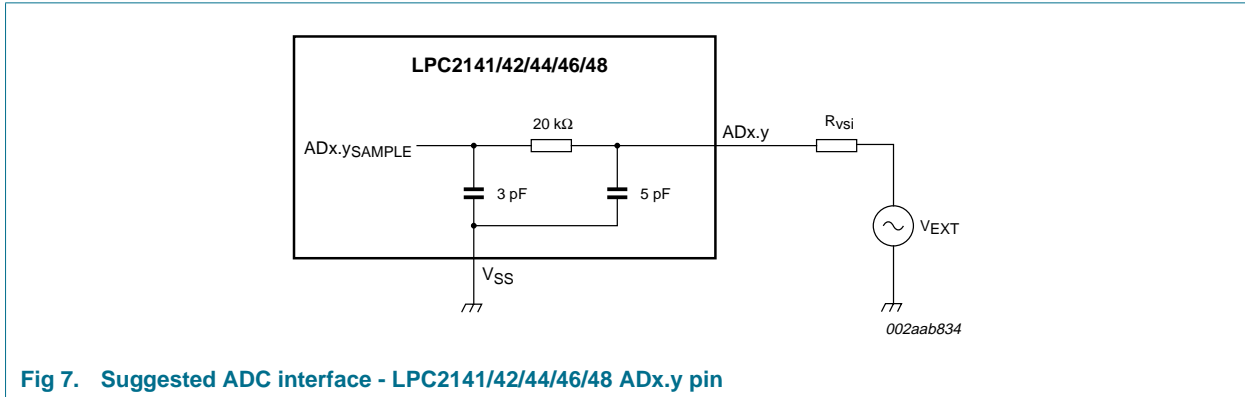 LPC2141/42/44/46/48
20 kΩ
ADx.y
Rvsi
ADx.ySAMPLE
3 pF
5 pF
VEXT
VSS
002aab834
Fig 7. Suggested ADC interface - LPC2141/42/44/46/48 ADx.y pin